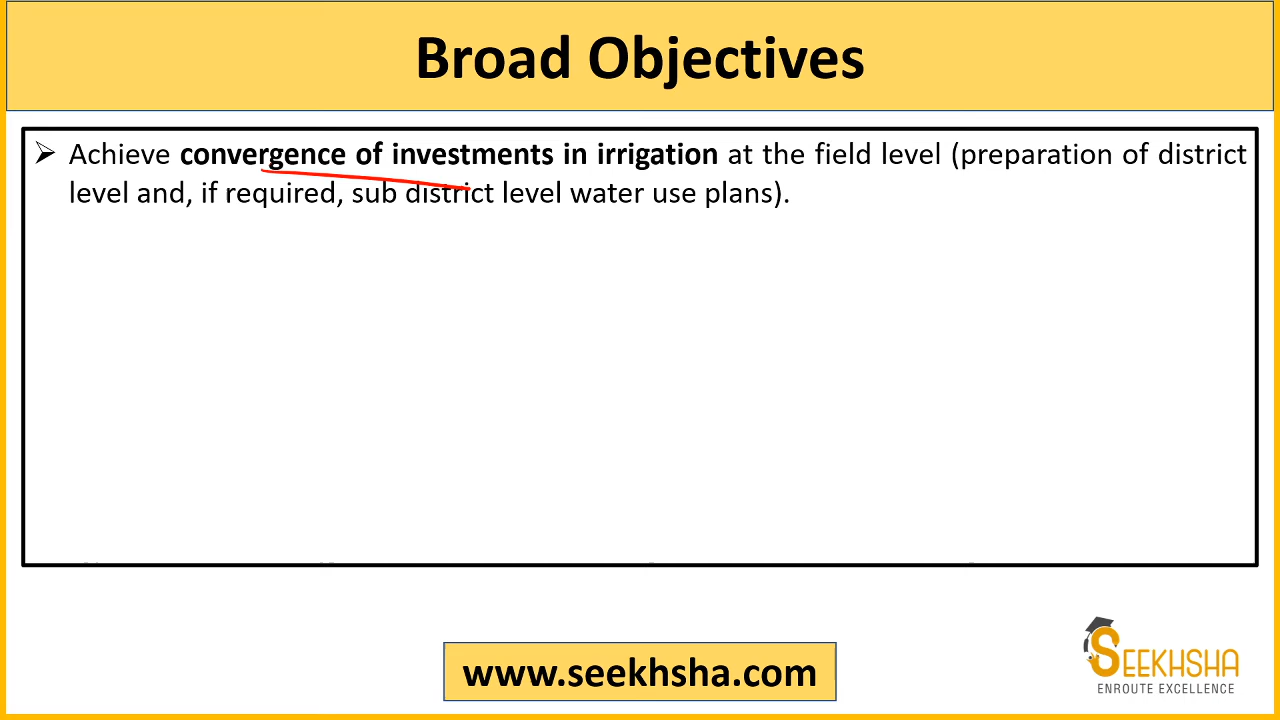 Broad Objectives
➢ Achieve convergence of investments in irrigation at the field level (preparation of district
level and, if required, sub district level water use plans).
www.seekhsha.com
SEEKHSHA
ENROUTE EXCELLENCE